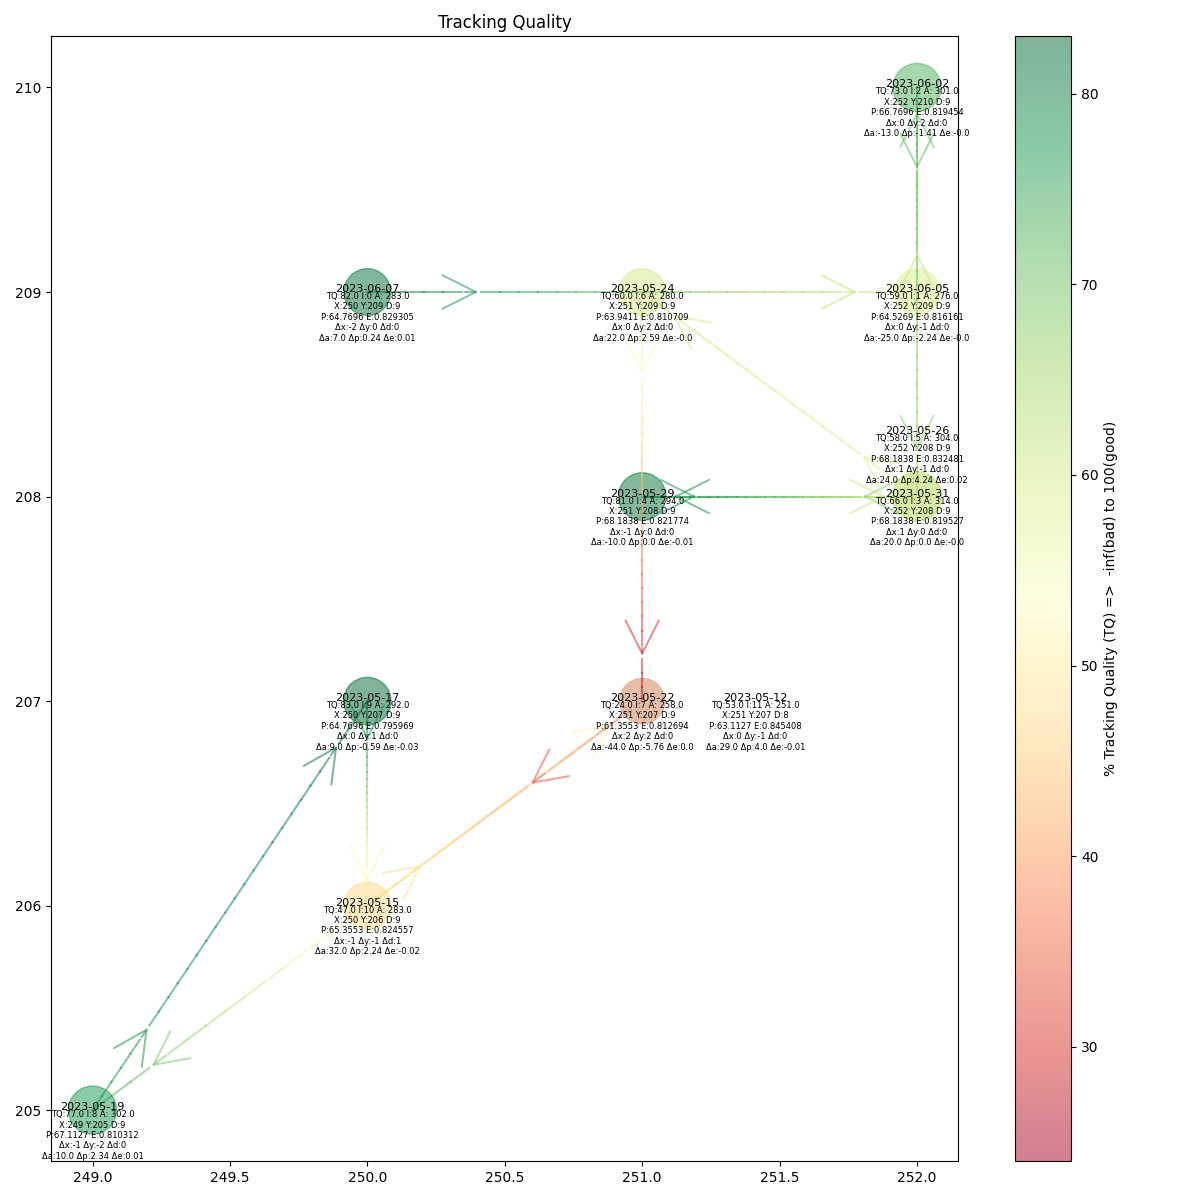 Tracking Quality
210
209
208
207
206
205
249.0
249.5
250.0
250.5
251.0
251.5
252.0
2023-06-02
TQ:73.0 I:2 A: 301.0
X:252 Y:210 D:9
P:66.7696 E:0.819454
Δx:0 Δy:2 Δd:0
Δa:-13.0 Δp:-1.41 Δe:-0.0
2023-06-07
TQ:82.0 I:0 A: 283.0
X:250 Y:209 D:9
P:64.7696 E:0.829305
Δx:-2 Δy:0 Δd:0
Δa:7.0 Δp:0.24 Δe:0.01
2023-05-24
TQ:60.0 I:6 A: 280.0
X:251 Y:209 D:9
P:63.9411 E:0.810709
Δx:0 Δy:2 Δd:0
Δa:22.0 Δp:2.59 Δe:-0.0
2023-06-05
TQ:59.0 I:1 A: 276.0
X:252 Y:209 D:9
P:64.5269 E:0.816161
Δx:0 Δy:-1 Δd:0
Δa:-25.0 Δp:-2.24 Δe:-0.0
2023-05-26
TQ:58.0 I:5 A: 304.0
X:252 Y:208 D:9
P:68.1838 E:0.832481
Δx:1 Δy:-1 Δd:0
Δa:24.0 Δp:4.24 Δe:0.02
2023-05-29
TQ:81.0 I:4 A: 294.0
X:251 Y:208 D:9
P:68.1838 E:0.821774
Δx:-1 Δy:0 Δd:0
Δa:-10.0 Δp:0.0 Δe:-0.01
2023-05-31
TQ:66.0 I:3 A: 314.0
X:252 Y:208 D:9
P:68.1838 E:0.819527
Δx:1 Δy:0 Δd:0
Δa:20.0 Δp:0.0 Δe:-0.0
2023-05-17
TQ:83.0 I:9 A: 292.0
X:250 Y:207 D:9
P:64.7696 E:0.795969
Δx:0 Δy:1 Δd:0
Δa:9.0 Δp:-0.59 Δe:-0.03
2023-05-22
TQ:24.0 I:7 A: 258.0
X:251 Y:207 D:9
P:61.3553 E:0.812694
Δx:2 Δy:2 Δd:0
Δa:-44.0 Δp:-5.76 Δe:0.0
2023-05-12
TQ:53.0 I:11 A: 251.0
X:251 Y:207 D:8
P:63.1127 E:0.845408
Δx:0 Δy:-1 Δd:0
Δa:29.0 Δp:4.0 Δe:-0.01
2023-05-15
TQ:47.0 I:10 A: 283.0
X:250 Y:206 D:9
P:65.3553 E:0.824557
Δx:-1 Δy:-1 Δd:1
Δa:32.0 Δp:2.24 Δe:-0.02
2023-05-19
TQ:77.0 I:8 A: 302.0
X:249 Y:205 D:9
P:67.1127 E:0.810312
Δx:-1 Δy:-2 Δd:0
Δa:10.0 Δp:2.34 Δe:0.01
80
70
60
50
40
30
% Tracking Quality (TQ) =>  -inf(bad) to 100(good)